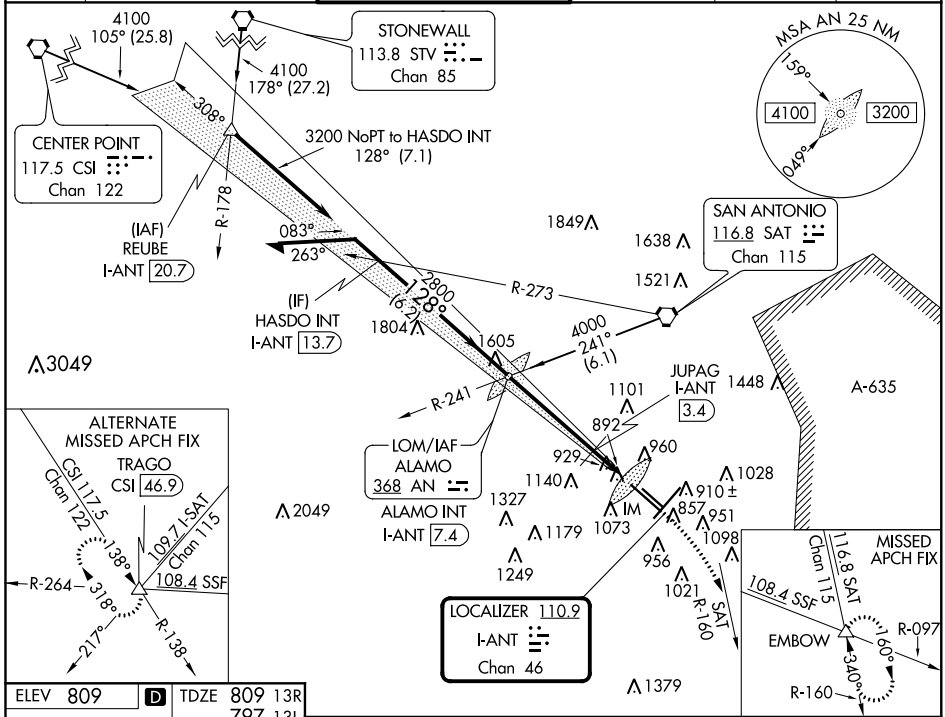 4100
105° (25.8)
4100
178° (27.2)
STONEWALL
113.8 STV
Chan 85
MSA AN 25 NM
159°
4100
3200
049°
CENTER POINT
117.5 CSI
Chan 122
308°
3200 NoPT to HASDO INT
128° (7.1)
R-178
(IAF)
REUBE
I-ANT 20.7
083°
263°
(IF)
HASDO INT
I-ANT 13.7
2800
128°
(6.2)
1849
1638
1521
SAN ANTONIO
116.8 SAT
Chan 115
R-273
4000
241°
(6.1)
1804
1605
R-241
3049
JUPAG
I-ANT
3.4
1448
A-635
1101
892
929
960
1140
LOM/IAF
ALAMO
368 AN
ALAMO INT
I-ANT 7.4
1327
1179
1249
1073
IM
910±
1028
857
951
1098
956
1021
SAT
R-160
2049
ALTERNATE
MISSED APCH FIX
TRAGO
CSI 46.9
CSI 117.5
Chan 122
138°
318°
109.7 I-SAT
Chan 115
108.4 SSF
R-264
217°
R-138
LOCALIZER 110.9
I-ANT
Chan 46
1379
MISSED
APCH FIX
116.8 SAT
Chan 115
108.4 SSF
EMBOW
R-097
160°
340°
R-160
ELEV 809
D
TDZE 809 13R
797 13L